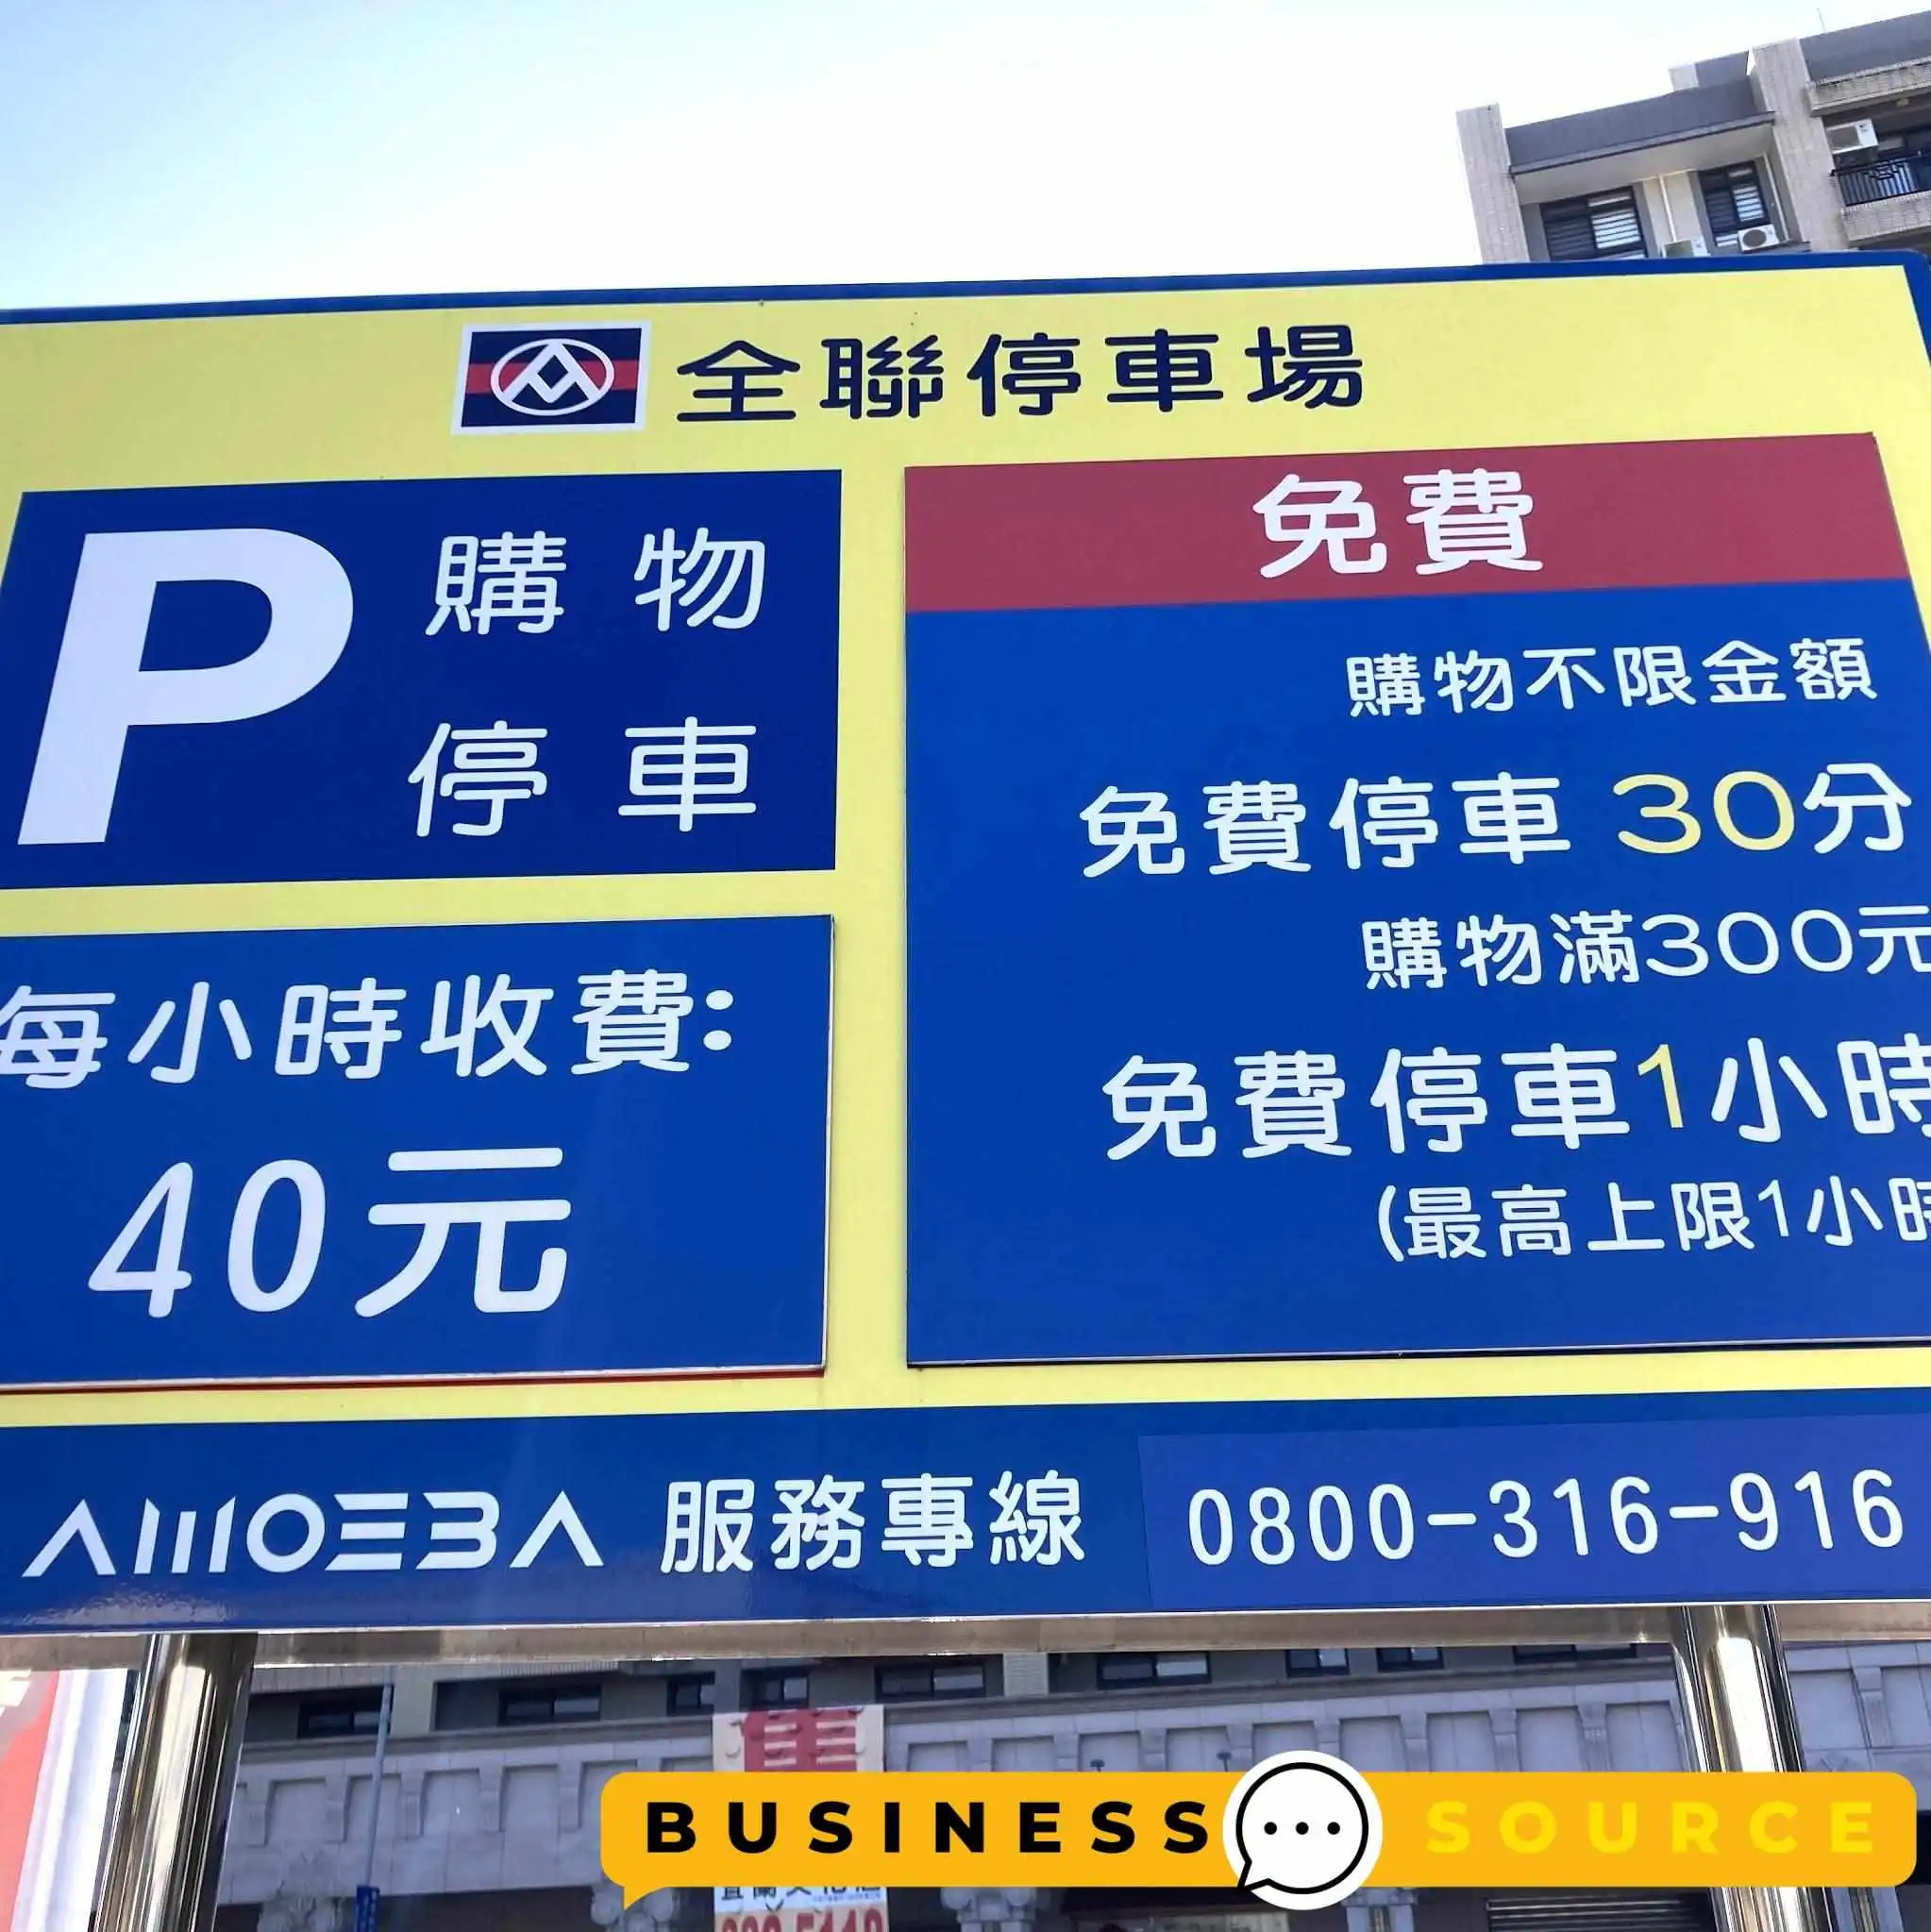 全聯停車場
P 購物
停車
每小時收費:
40元
免費
購物不限金額
免費停車 30分
購物滿300元
免費停車1小時
(最高上限1小時
AMOEBA 服務專線 0800-316-916
售
BUSINESS SOURCE